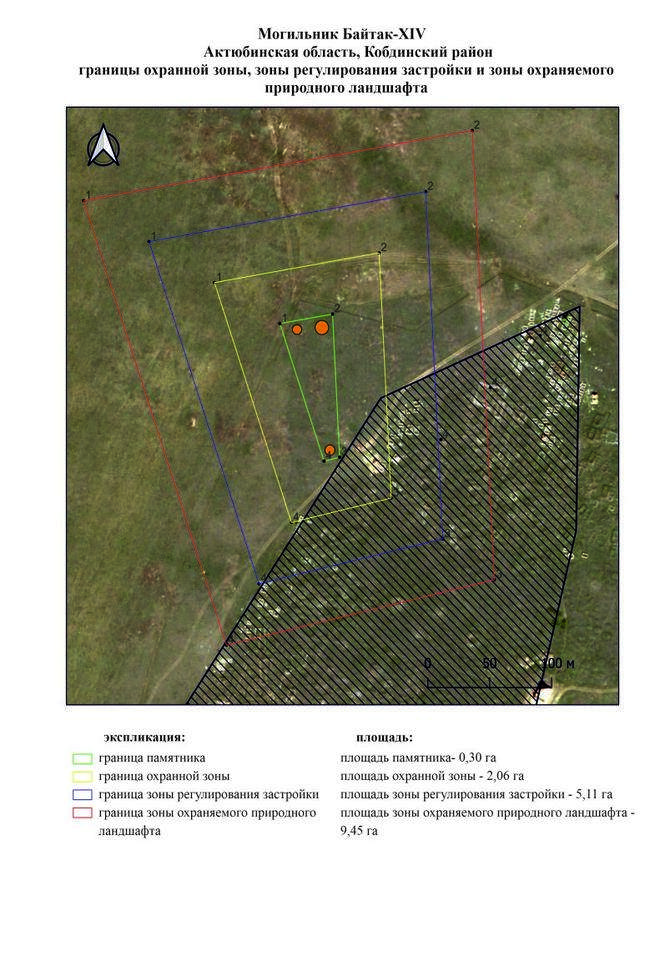 Могильник Байтак-XIV
Актюбинская область, Кобдинский район
границы охранной зоны, зоны регулирования застройки и зоны охраняемого
природного ландшафта
2
1
2
1
2
1
2
1
4
0 50 100 м
экспликация: площадь:
граница памятника площадь памятника- 0,30 га
граница охранной зоны площадь охранной зоны - 2,06 га
граница зоны регулирования застройки площадь зоны регулирования застройки - 5,11 га
граница зоны охраняемого природного площадь зоны охраняемого природного ландшафта -
ландшафта 9,45 га